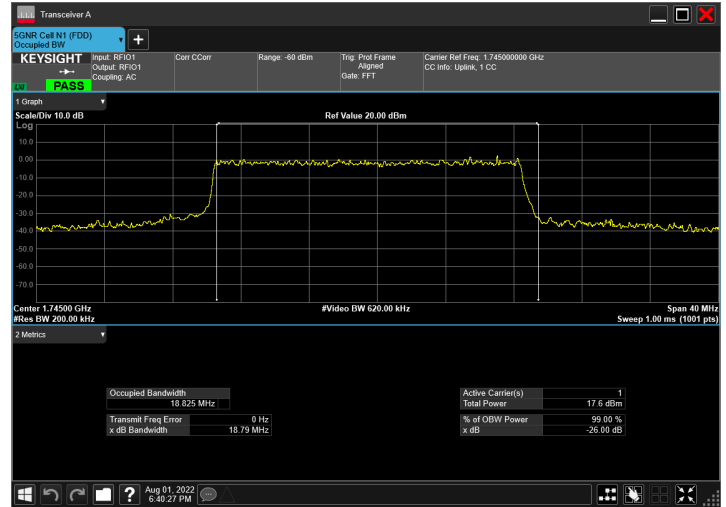 Transceiver A
5GNR Cell N1 (FDD)
Occupied BW
+
KEYSIGHT
LXI
PASS
Input: RFIO1
Output: RFIO1
Coupling: AC
Corr CCorr
Range: -60 dBm
Trig: Prot Frame
Aligned
Gate: FFT
Carrier Ref Freq: 1.745000000 GHz
CC Info: Uplink, 1 CC
1 Graph
Scale/Div 10.0 dB
Ref Value 20.00 dBm
Log
10.0
0.00
-10.0
-20.0
-30.0
-40.0
-50.0
-60.0
-70.0
Center 1.74500 GHz
#Video BW 620.00 kHz
Span 40 MHz
#Res BW 200.00 kHz
Sweep 1.00 ms (1001 pts)
2 Metrics
Occupied Bandwidth
18.825 MHz
Active Carrier(s) 1
Total Power 17.6 dBm
Transmit Freq Error 0 Hz
x dB Bandwidth 18.79 MHz
% of OBW Power 99.00 %
x dB -26.00 dB
?
Aug 01, 2022
6:40:27 PM